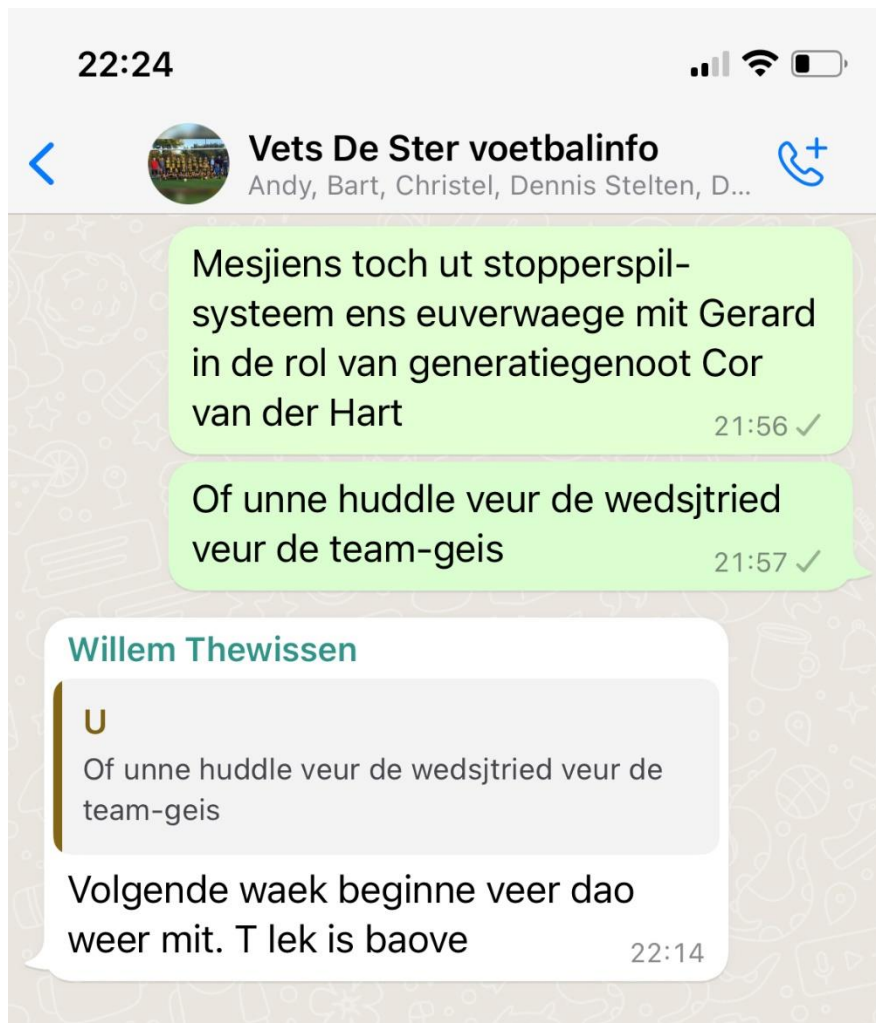 22:24
Vets De Ster voetbalinfo
Andy, Bart, Christel, Dennis Stelten, D...
Mesjiens toch ut stopperspil-
systeem ens euverwaege mit Gerard
in de rol van generatiegenoot Cor
van der Hart
21:56
Of unne huddle veur de wedsjtried
veur de team-geis
21:57
Willem Thewissen
U
Of unne huddle veur de wedsjtried veur de
team-geis
Volgende waek beginne veer dao
weer mit. T lek is baove
22:14